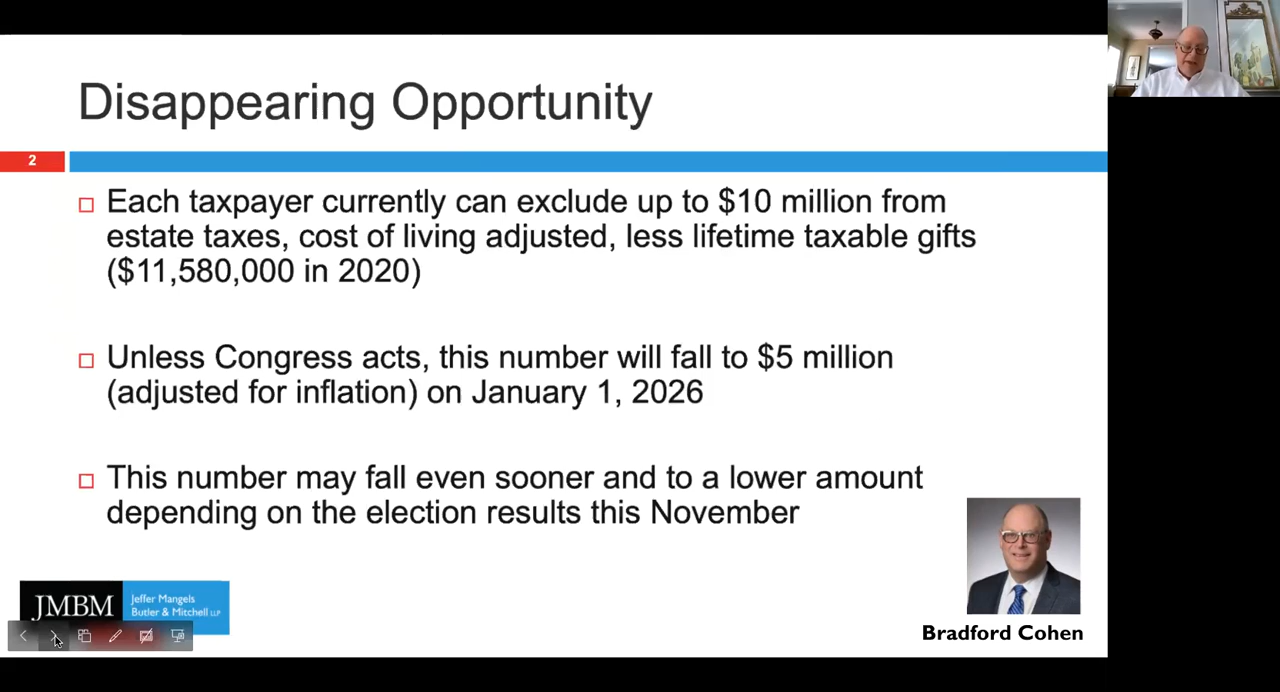 Disappearing Opportunity
2
Each taxpayer currently can exclude up to $10 million from
estate taxes, cost of living adjusted, less lifetime taxable gifts
($11,580,000 in 2020)
Unless Congress acts, this number will fall to $5 million
(adjusted for inflation) on January 1, 2026
This number may fall even sooner and to a lower amount
depending on the election results this November
JMBM
Jeffer Mangels
Butler & Mitchell LLP
Bradford Cohen